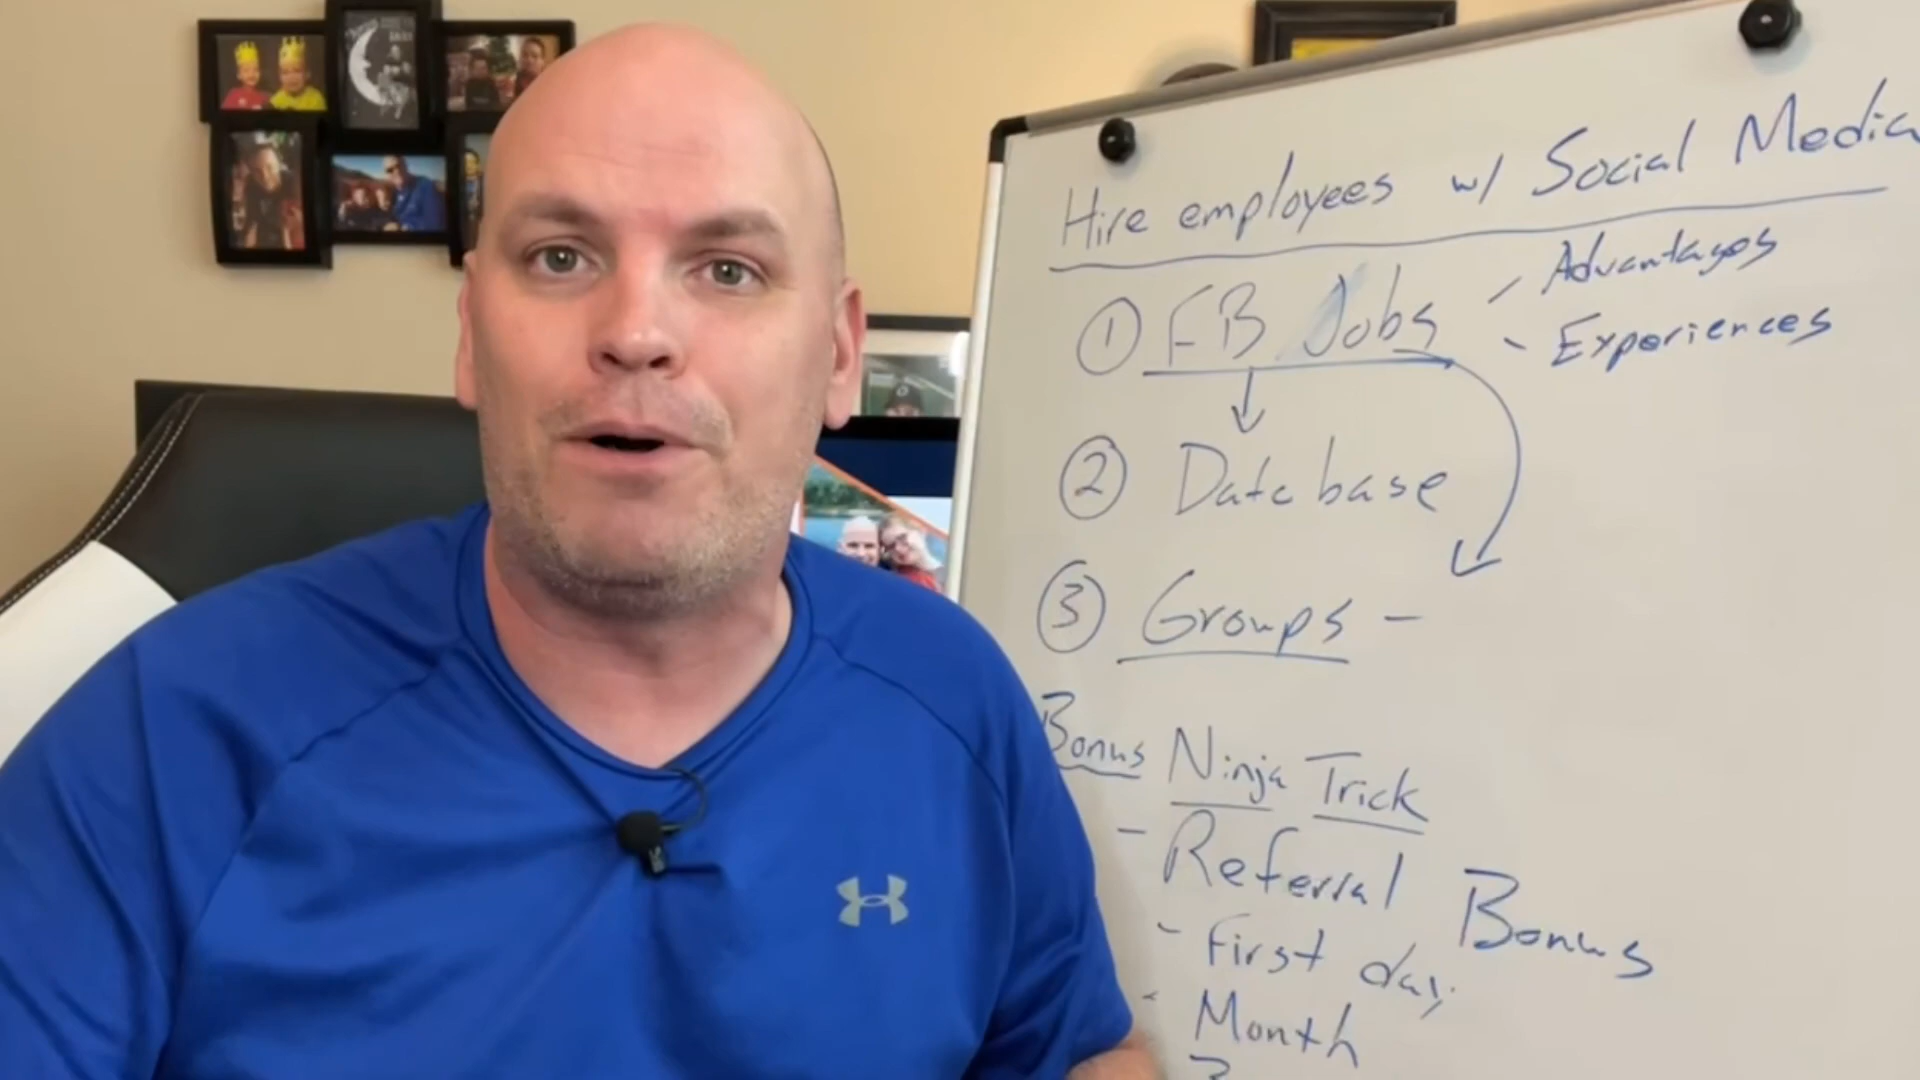 Hire employees w/ Social Media
① FB Jobs - Advantages
- Experiences
② Database
③ Groups -
Bonus Ninja Trick
- Referral Bonus
- First day
- Month